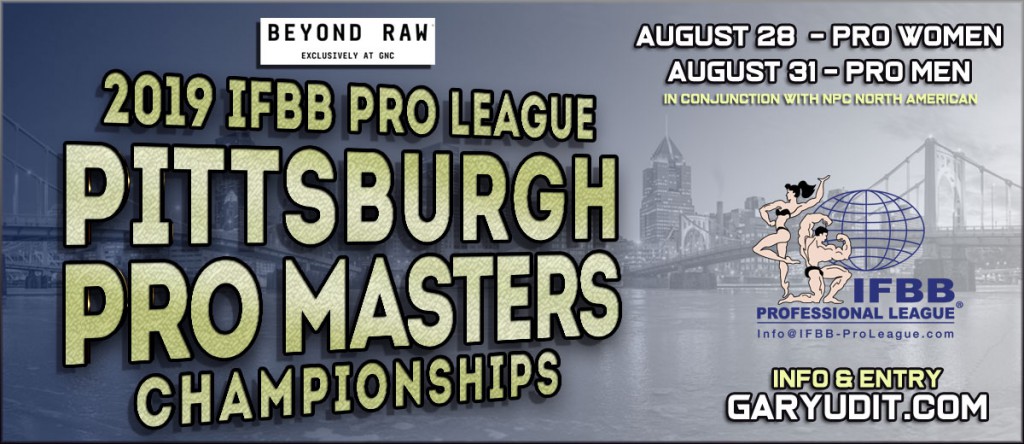 BEYOND RAW
EXCLUSIVELY AT GNC
2019 IFBB PRO LEAGUE
PITTSBURGH
PRO MASTERS
CHAMPIONSHIPS
AUGUST 28 - PRO WOMEN
AUGUST 31 - PRO MEN
IN CONJUNCTION WITH NPC NORTH AMERICAN
IFBB
PROFESSIONAL LEAGUE®
Info@IFBB-ProLeague.com
INFO & ENTRY
GARYUDIT.COM